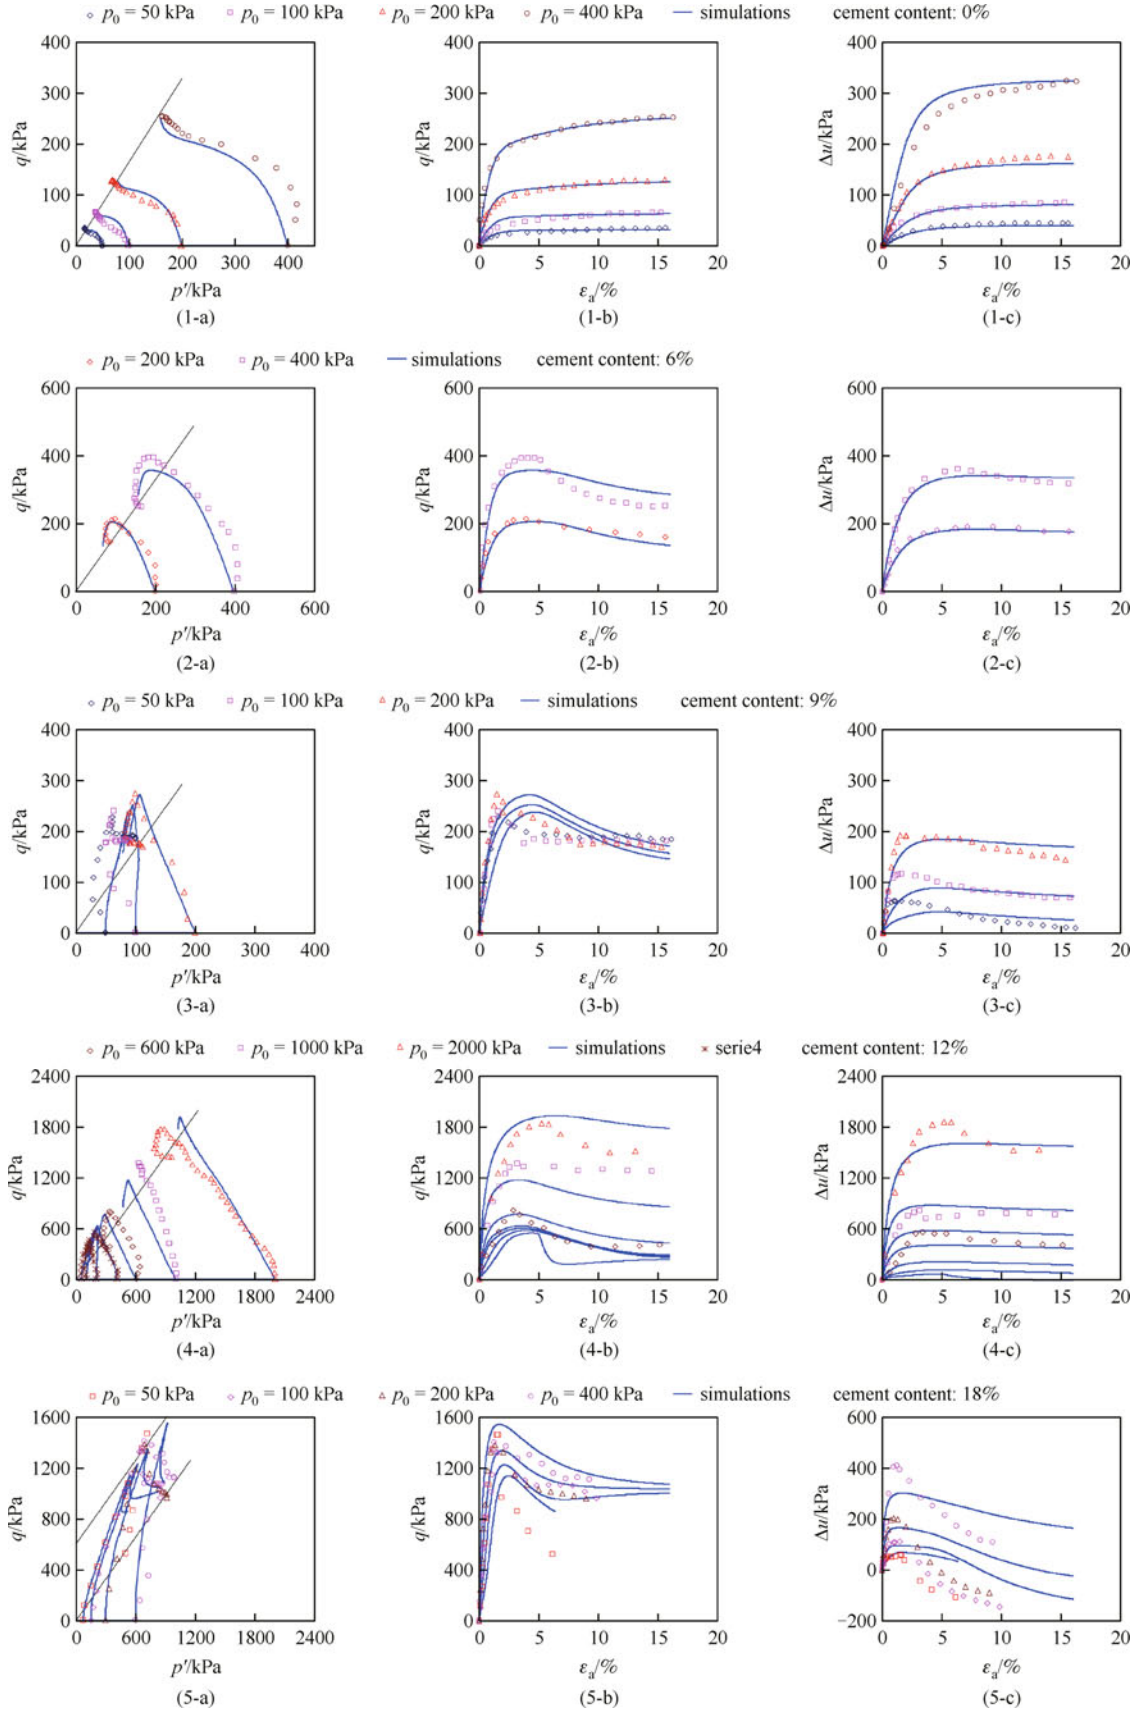 p₀ = 50 kPa p₀ = 100 kPa p₀ = 200 kPa p₀ = 400 kPa simulations cement content: 0%
400 400 400
300 300 300
q/kPa 200 q/kPa 200 Δu/kPa 200
100 100 100
0 0 0
0 100 200 300 400 0 5 10 15 20 0 5 10 15 20
p′/kPa εₐ/% εₐ/%
(1-a) (1-b) (1-c)
p₀ = 200 kPa p₀ = 400 kPa simulations cement content: 6%
600 600 600
q/kPa 400 q/kPa 400 Δu/kPa 400
200 200 200
0 0 0
0 200 400 600 0 5 10 15 20 0 5 10 15 20
p′/kPa εₐ/% εₐ/%
(2-a) (2-b) (2-c)
p₀ = 50 kPa p₀ = 100 kPa p₀ = 200 kPa simulations cement content: 9%
400 400 400
300 300 300
q/kPa 200 q/kPa 200 Δu/kPa 200
100 100 100
0 0 0
0 100 200 300 400 0 5 10 15 20 0 5 10 15 20
p′/kPa εₐ/% εₐ/%
(3-a) (3-b) (3-c)
p₀ = 600 kPa p₀ = 1000 kPa p₀ = 2000 kPa simulations serie4 cement content: 12%
2400 2400 2400
1800 1800 1800
q/kPa 1200 q/kPa 1200 Δu/kPa 1200
600 600 600
0 0 0
0 600 1200 1800 2400 0 5 10 15 20 0 5 10 15 20
p′/kPa εₐ/% εₐ/%
(4-a) (4-b) (4-c)
p₀ = 50 kPa p₀ = 100 kPa p₀ = 200 kPa p₀ = 400 kPa simulations cement content: 18%
1600 1600 600
1200 1200 400
q/kPa 800 q/kPa 800 Δu/kPa 200
400 400 0
0 0 −200
0 600 1200 1800 2400 0 5 10 15 20 0 5 10 15 20
p′/kPa εₐ/% εₐ/%
(5-a) (5-b) (5-c)